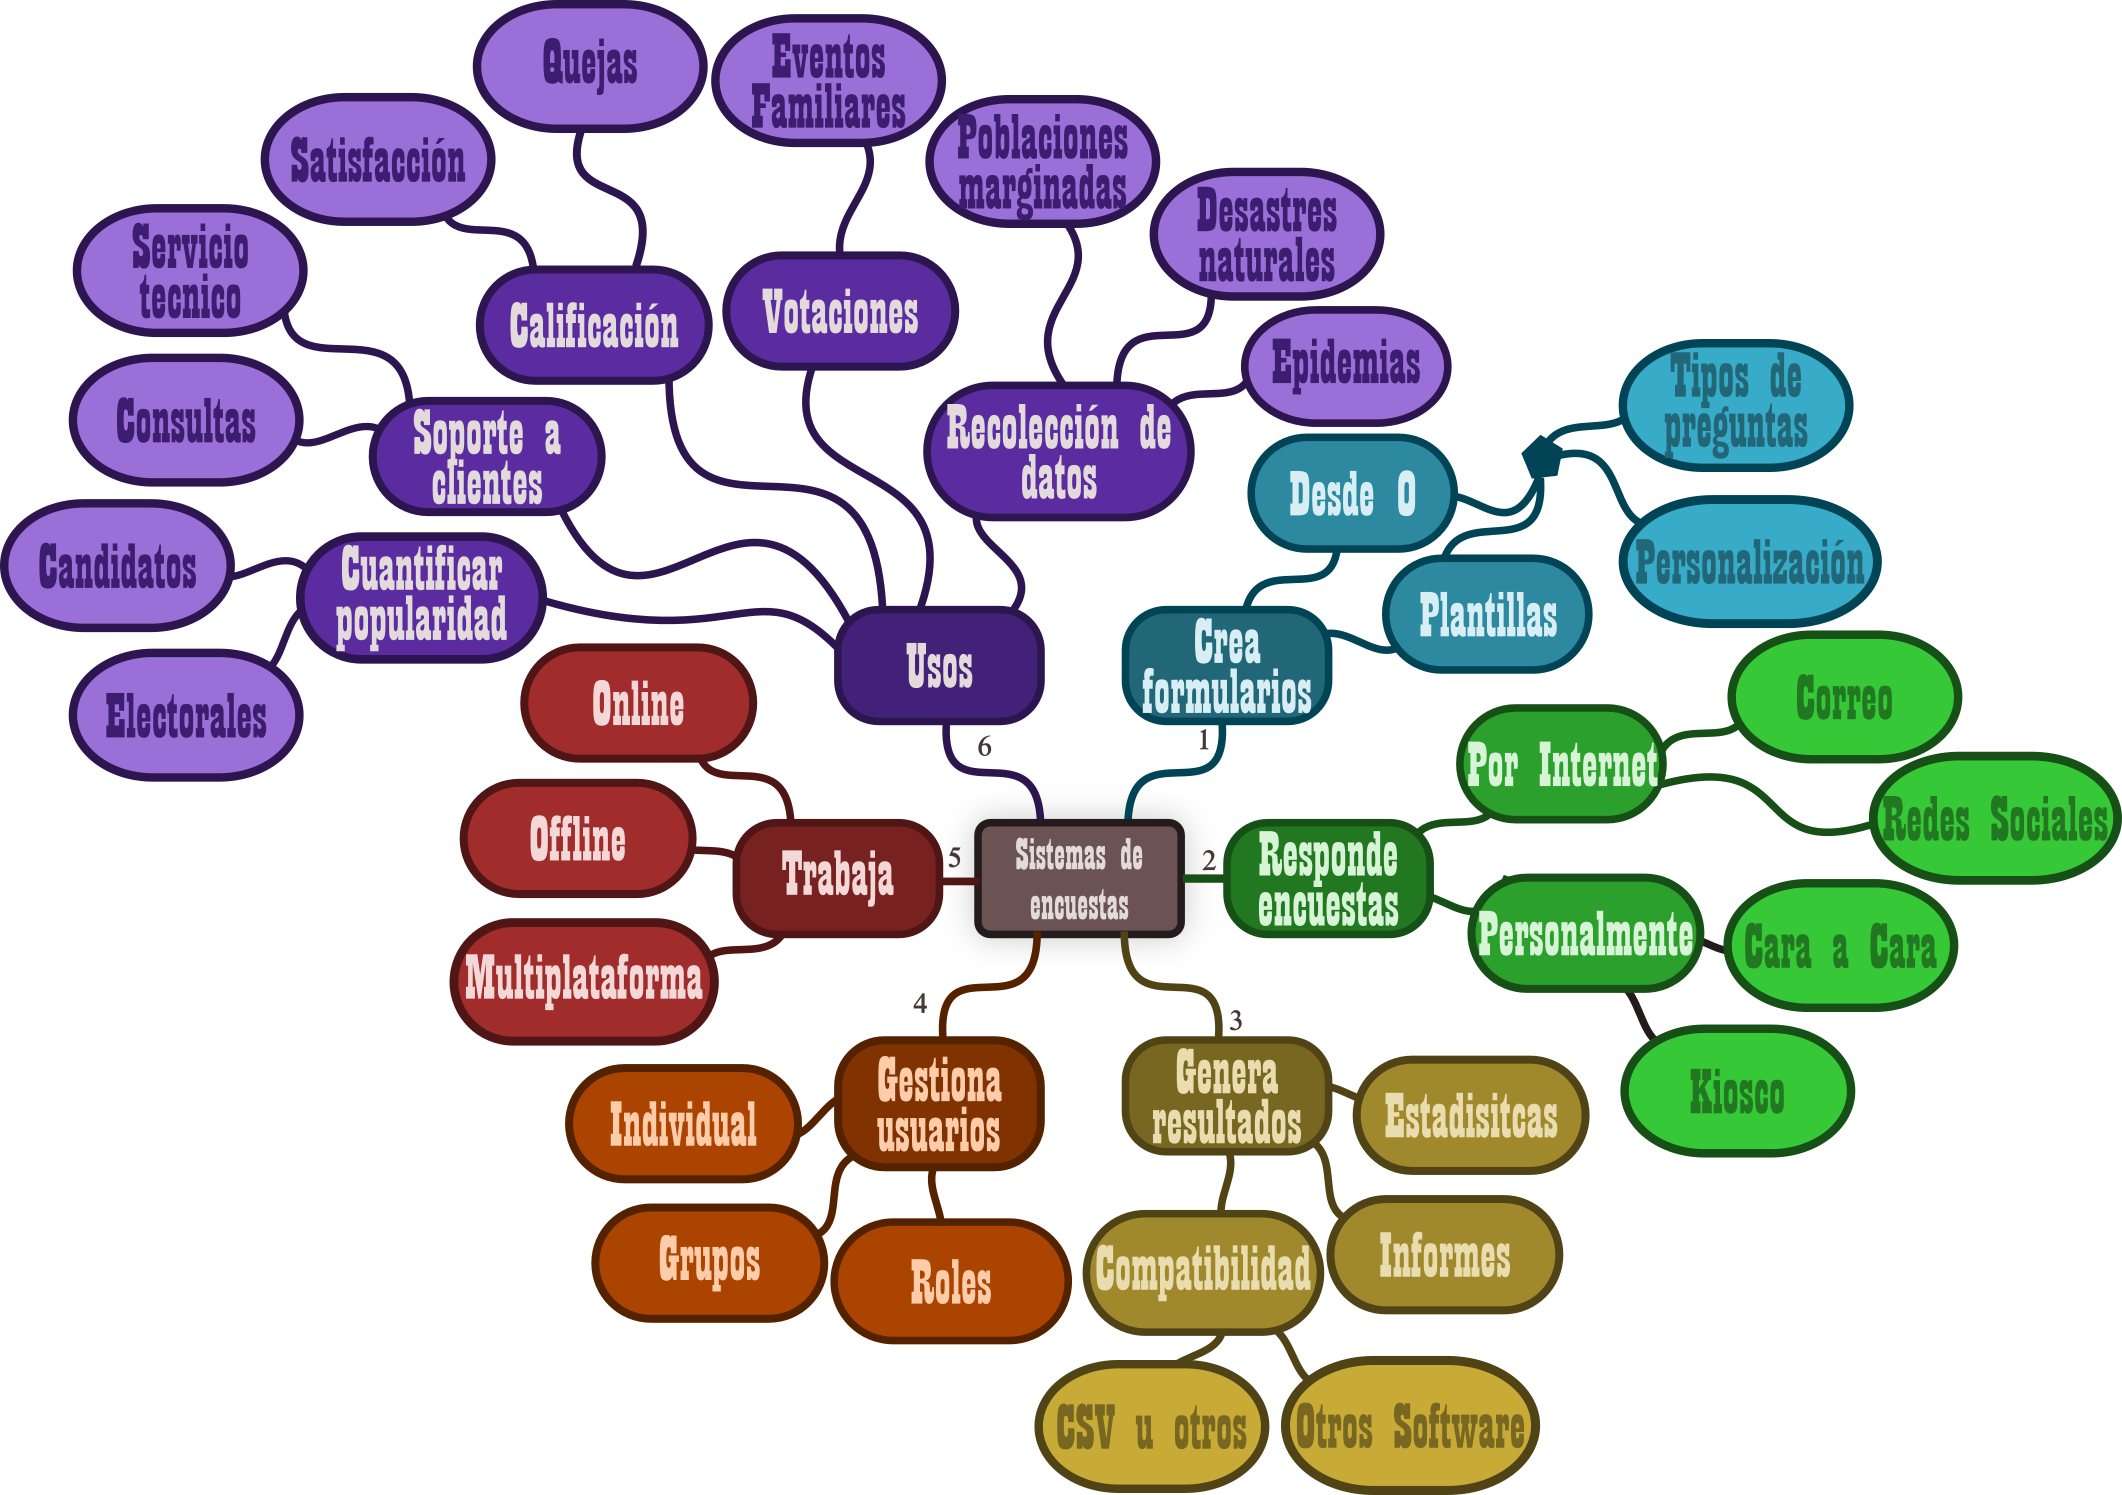 Quejas
Eventos
Familiares
Satisfacción
Poblaciones
marginadas
Servicio
tecnico
Desastres
naturales
Calificación
Votaciones
Epidemias
Consultas
Soporte a
clientes
Recolección de
datos
Tipos de
preguntas
Desde 0
Personalización
Plantillas
Candidatos
Cuantificar
popularidad
Electorales
Usos
Crea
formularios
Online
6
1
Correo
Por Internet
Redes Sociales
Offline
Trabaja
5
Sistemas de
encuestas
2
Responde
encuestas
Personalmente
Cara a Cara
Multiplataforma
4
3
Kiosco
Individual
Gestiona
usuarios
Genera
resultados
Estadisitcas
Grupos
Roles
Compatibilidad
Informes
CSV u otros
Otros Software